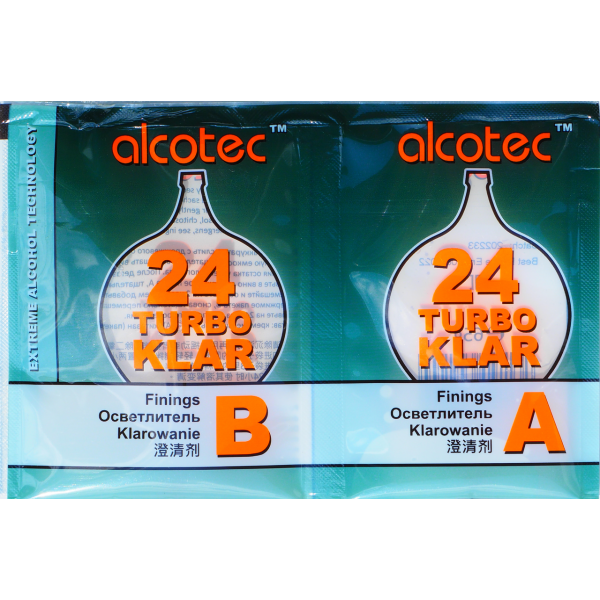 EXTREME ALCOHOL TECHNOLOGY
alcotec™
24
TURBO
KLAR
Finings
Осветлитель
Klarowanie
澄清剂
B
alcotec™
24
TURBO
KLAR
Finings
Осветлитель
Klarowanie
澄清剂
A